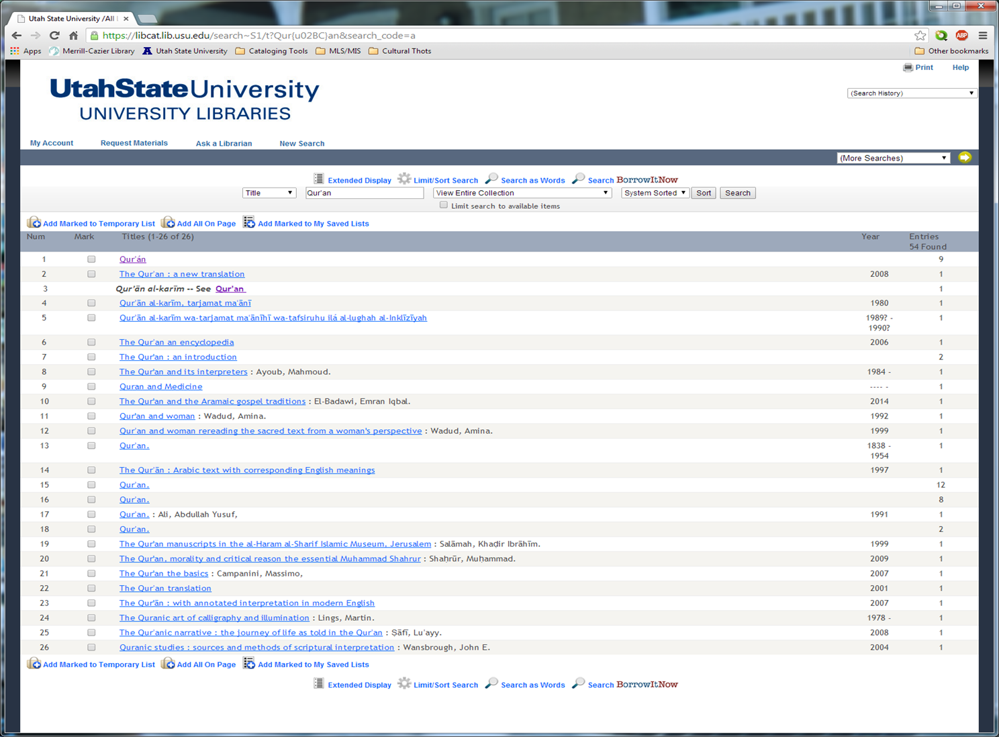 Utah State University /All
https://libcat.lib.usu.edu/search~S1/t?Qur{u02BC}an&search_code=a
ABP
Apps Merrill-Cazier Library Utah State University Cataloging Tools MLS/MIS Cultural Thots Other bookmarks
Print Help
UtahStateUniversity
UNIVERSITY LIBRARIES
(Search History)
My Account Request Materials Ask a Librarian New Search
(More Searches)
Extended Display Limit/Sort Search Search as Words Search BorrowItNow
Title Qurʼan View Entire Collection System Sorted Sort Search
Limit search to available items
Add Marked to Temporary List Add All On Page Add Marked to My Saved Lists
Num Mark Titles (1-26 of 26) Year Entries
54 Found
1 Qurʼán 9
2 The Qurʼan : a new translation 2008 1
3 Qurʼān al-karīm -- See Qurʼan 1
4 Qurʼān al-karīm, tarjamat maʻānī 1980 1
5 Qurʼān al-karīm wa-tarjamat maʻānīhī wa-tafsiruhu ilá al-lughah al-Inklīzīyah 1989? - 1
1990?
6 The Qurʼan an encyclopedia 2006 1
7 The Qur'an : an introduction 2
8 The Qur'an and its interpreters : Ayoub, Mahmoud. 1984 - 1
9 Quran and Medicine ---- - 1
10 The Qur'an and the Aramaic gospel traditions : El-Badawi, Emran Iqbal. 2014 1
11 Qur'an and woman : Wadud, Amina. 1992 1
12 Qurʼan and woman rereading the sacred text from a woman's perspective : Wadud, Amina. 1999 1
13 Qurʼan. 1838 - 1
1954
14 The Qurʼān : Arabic text with corresponding English meanings 1997 1
15 Qurʼan. 12
16 Qurʼan. 8
17 Qurʼan. : Ali, Abdullah Yusuf, 1991 1
18 Qurʼan. 2
19 The Qur'an manuscripts in the al-Haram al-Sharif Islamic Museum, Jerusalem : Salāmah, Khaḍir Ibrāhīm. 1999 1
20 The Qur'an, morality and critical reason the essential Muhammad Shahrur : Shaḥrūr, Muḥammad. 2009 1
21 The Qur'an the basics : Campanini, Massimo, 2007 1
22 The Qurʼan translation 2001 1
23 The Qur'ān : with annotated interpretation in modern English 2007 1
24 The Quranic art of calligraphy and illumination : Lings, Martin. 1978 - 1
25 The Qurʼanic narrative : the journey of life as told in the Qurʼan : Ṣāfī, Luʼayy. 2008 1
26 Quranic studies : sources and methods of scriptural interpretation : Wansbrough, John E. 2004 1
Add Marked to Temporary List Add All On Page Add Marked to My Saved Lists
Extended Display Limit/Sort Search Search as Words Search BorrowItNow